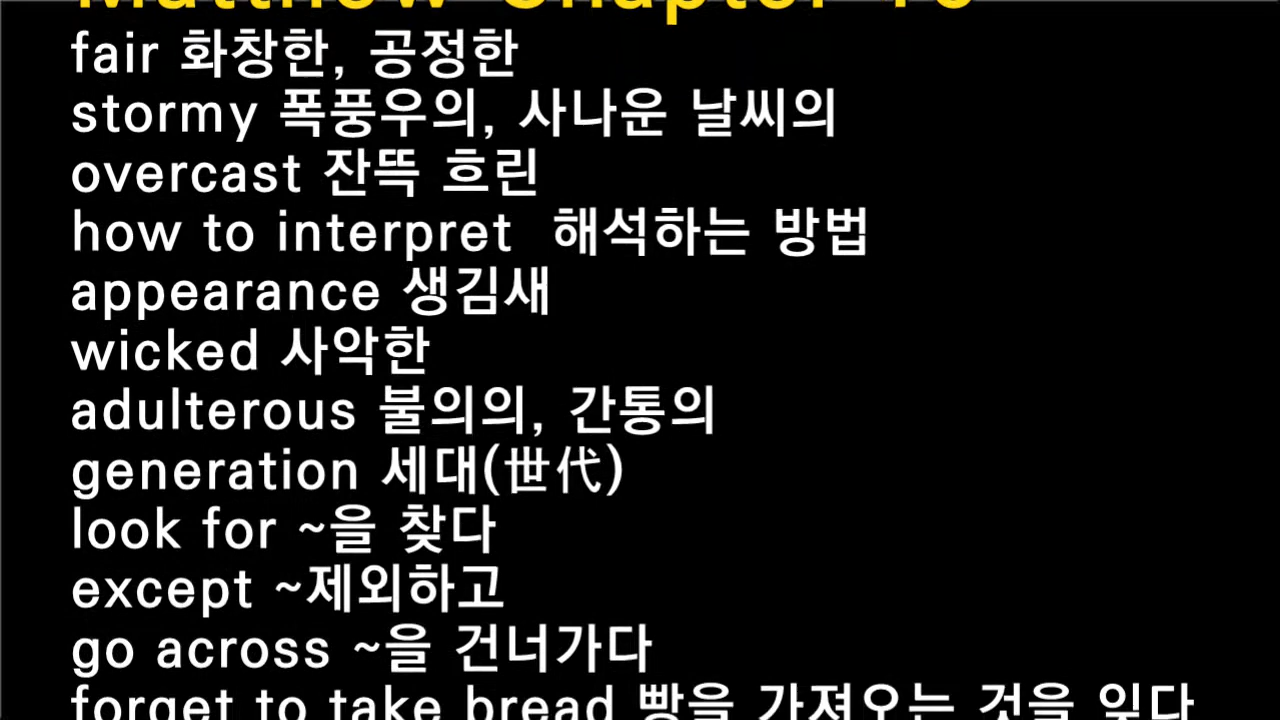 Matthew Chapter 16
fair 화창한, 공정한
stormy 폭풍우의, 사나운 날씨의
overcast 잔뜩 흐린
how to interpret 해석하는 방법
appearance 생김새
wicked 사악한
adulterous 불의의, 간통의
generation 세대(世代)
look for ~을 찾다
except ~제외하고
go across ~을 건너가다
forget to take bread 빵을 가져오는 것을 잊다